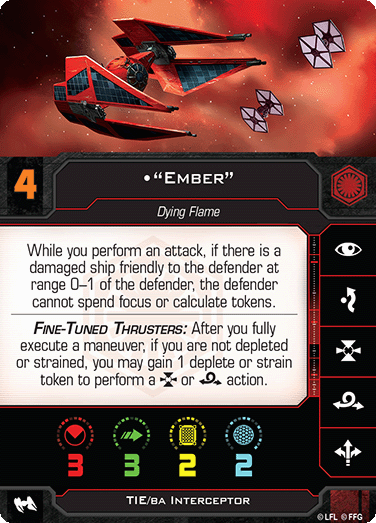 4
•“Ember”
Dying Flame
While you perform an attack, if there is a
damaged ship friendly to the defender at
range 0–1 of the defender, the defender
cannot spend focus or calculate tokens.
Fine-Tuned Thrusters: After you fully
execute a maneuver, if you are not depleted
or strained, you may gain 1 deplete or strain
token to perform a or action.
3 3 2 2
TIE/ba Interceptor
© LFL © FFG